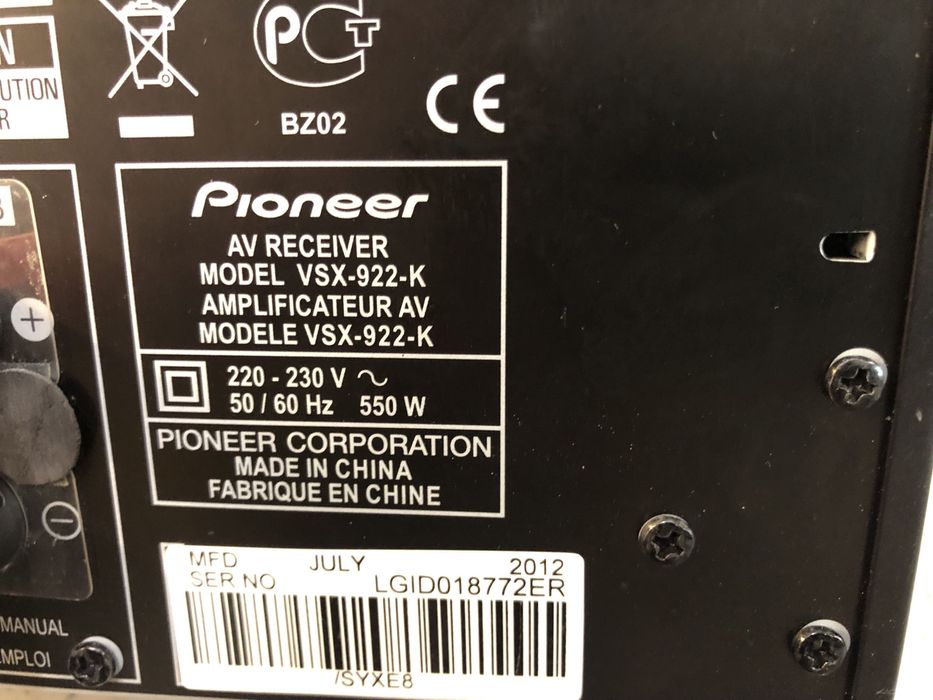 N
UTION
R
PCT
BZ02
CE
B
Pioneer
AV RECEIVER
MODEL VSX-922-K
AMPLIFICATEUR AV
MODELE VSX-922-K
220 - 230 V ~
50 / 60 Hz 550 W
PIONEER CORPORATION
MADE IN CHINA
FABRIQUE EN CHINE
+
−
MFD JULY 2012
SER NO LGID018772ER
/SYXE8
MANUAL
EMPLOI